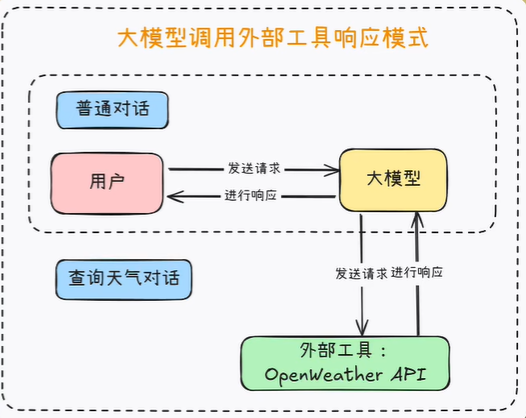 大模型调用外部工具响应模式
普通对话
用户
发送请求
进行响应
大模型
查询天气对话
发送请求
进行响应
外部工具：
OpenWeather API